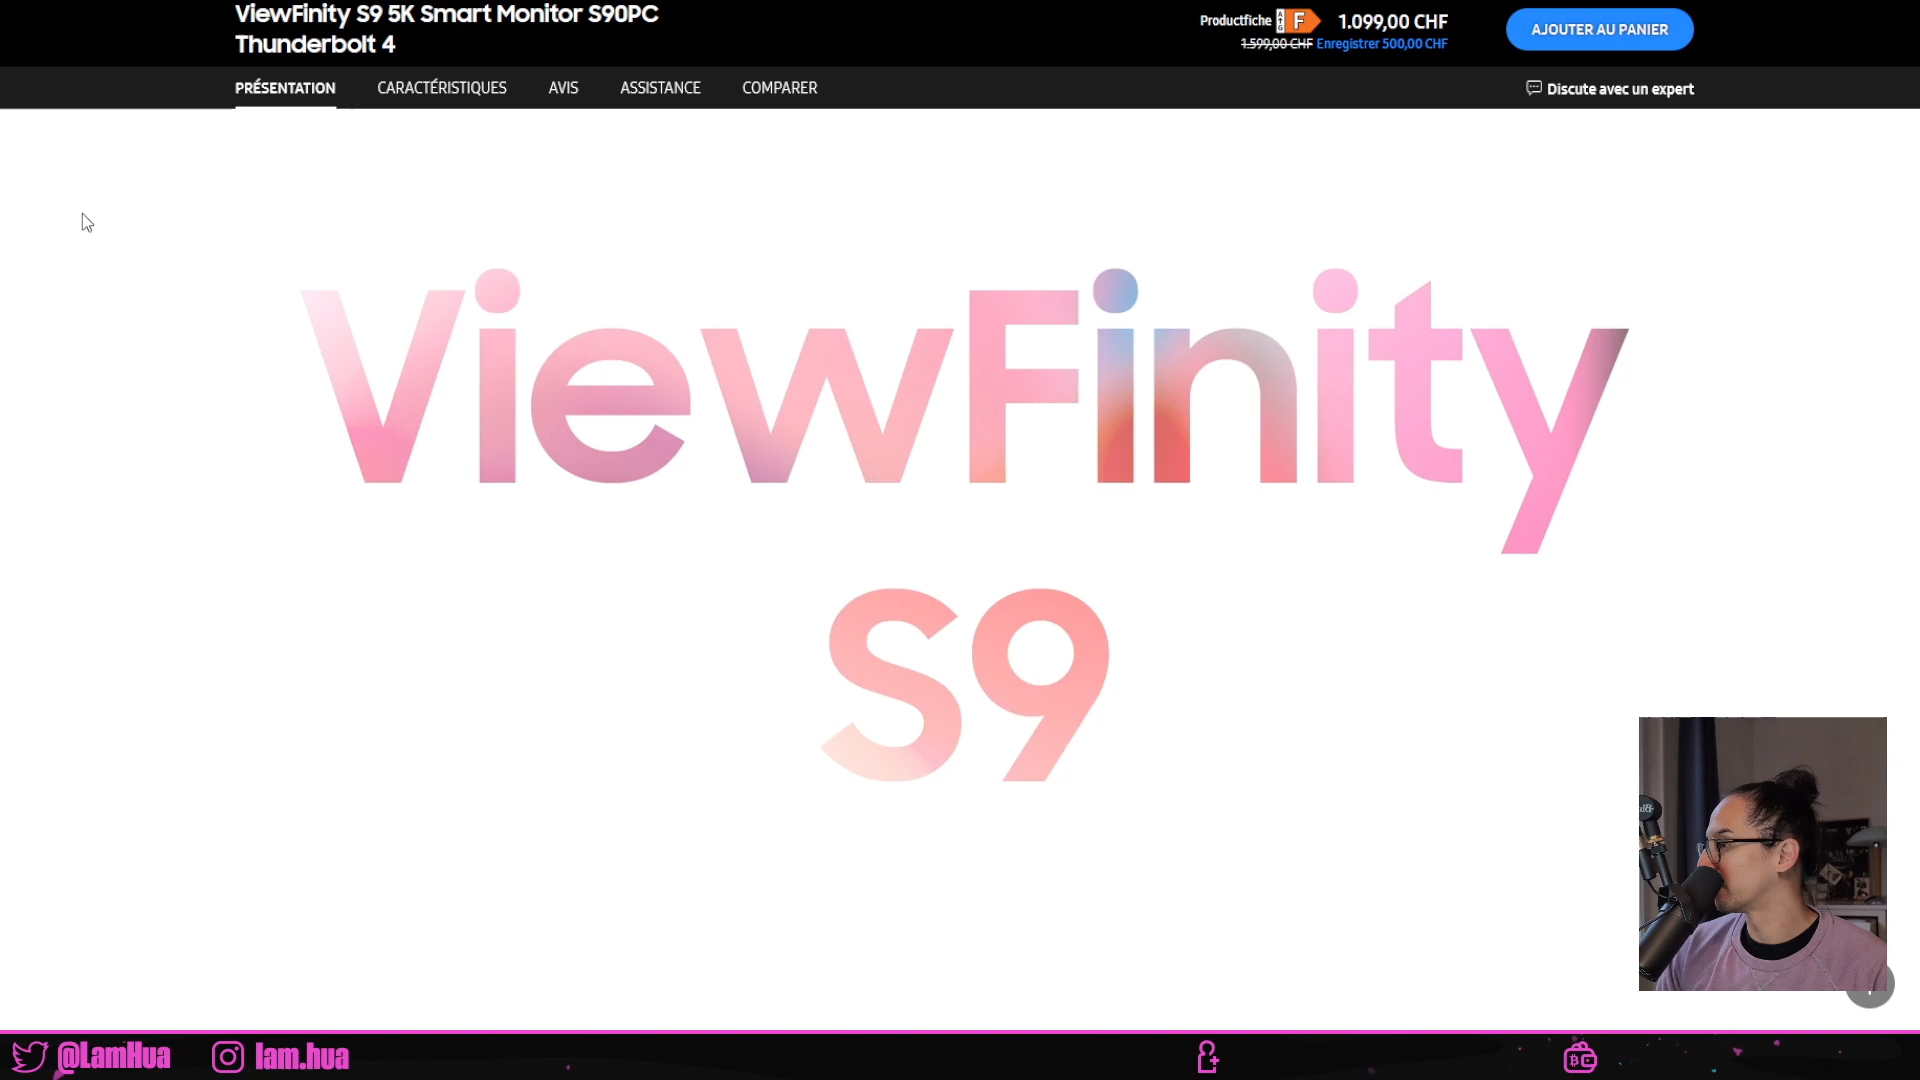 ViewFinity S9 5K Smart Monitor S90PC
Thunderbolt 4
Productfiche F 1.099,00 CHF
1.599,00 CHF Enregistrer 500,00 CHF
AJOUTER AU PANIER
PRÉSENTATION CARACTÉRISTIQUES AVIS ASSISTANCE COMPARER
Discute avec un expert
ViewFinity
S9
@LamHua lam.hua